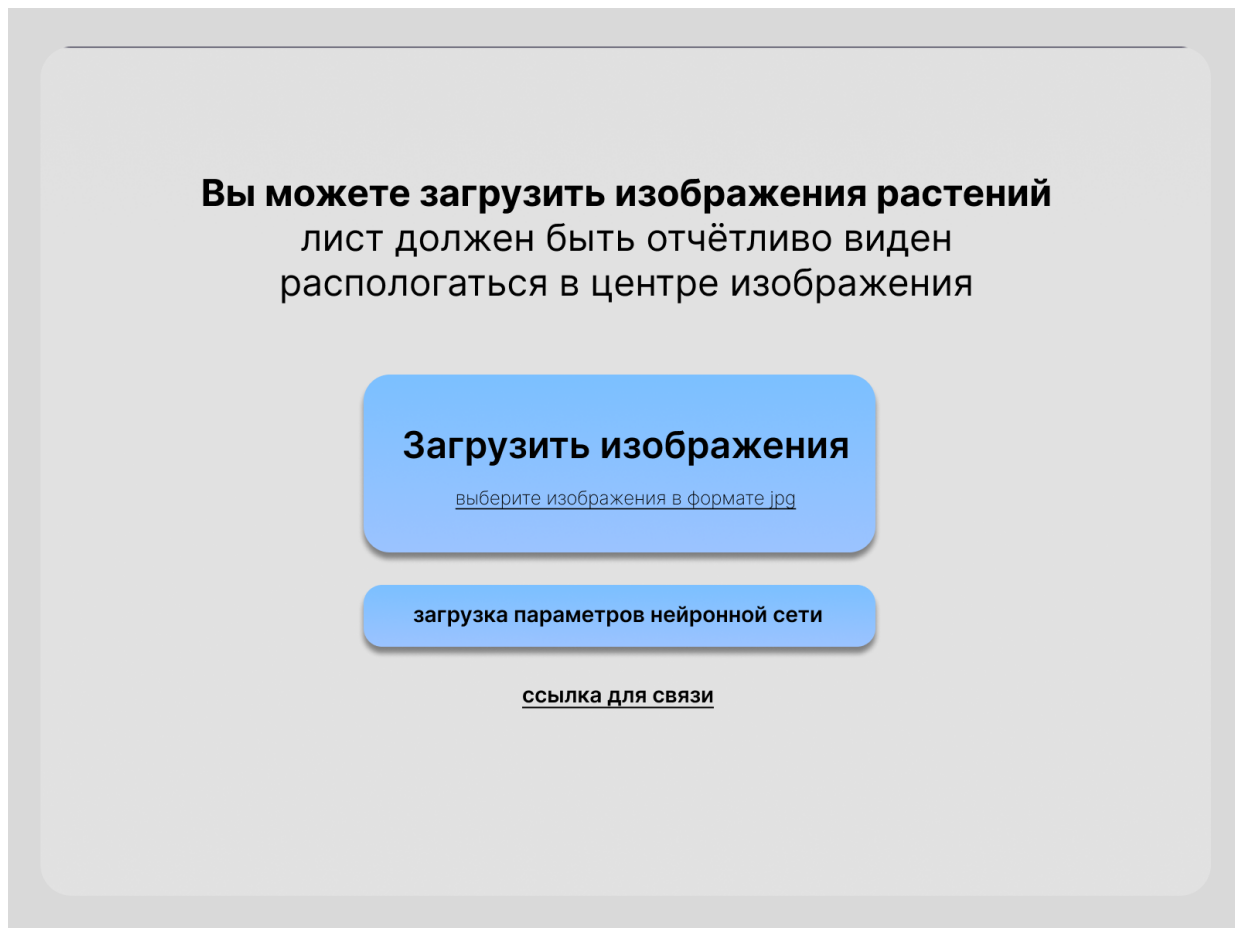 Вы можете загрузить изображения растений
лист должен быть отчётливо виден
распологаться в центре изображения
Загрузить изображения
выберите изображения в формате jpg
загрузка параметров нейронной сети
ссылка для связи